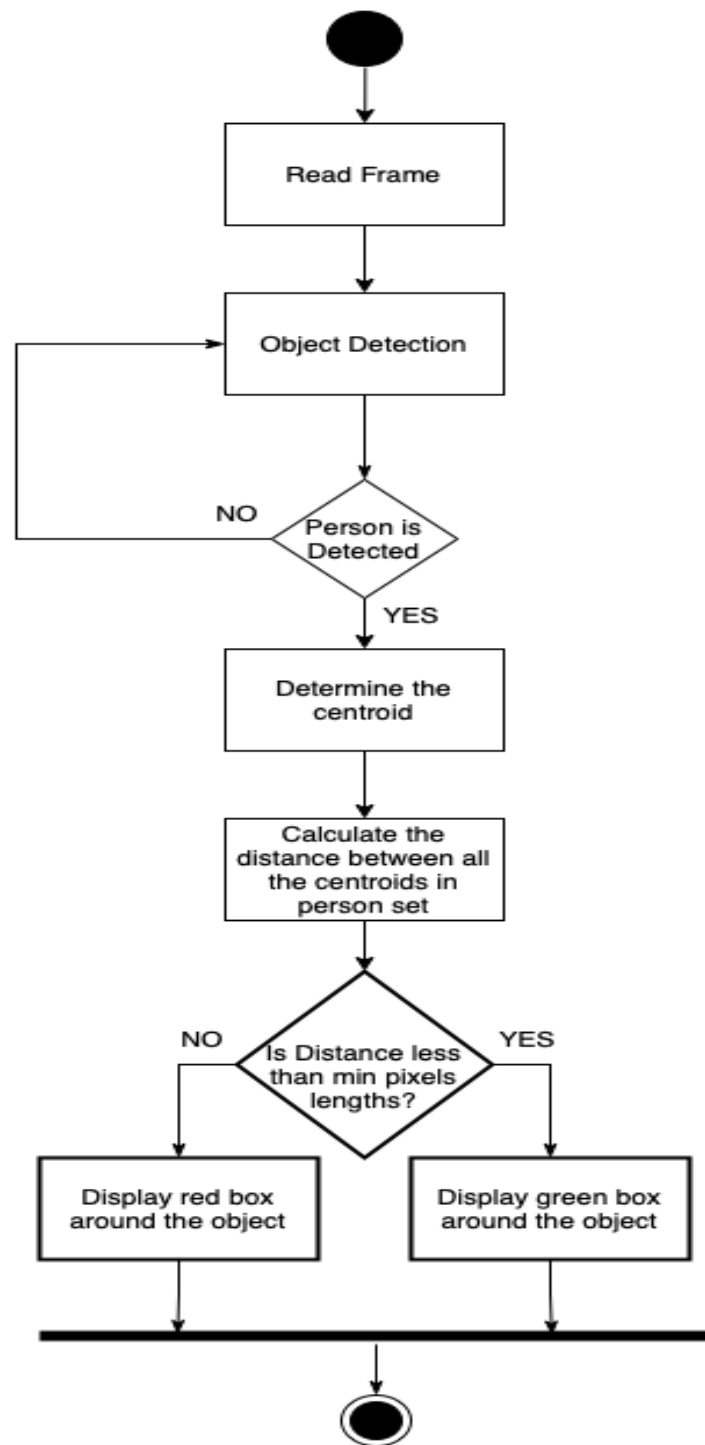 Read Frame
Object Detection
NO
Person is
Detected
YES
Determine the
centroid
Calculate the
distance between all
the centroids in
person set
NO
YES
Is Distance less
than min pixels
lengths?
Display red box
around the object
Display green box
around the object